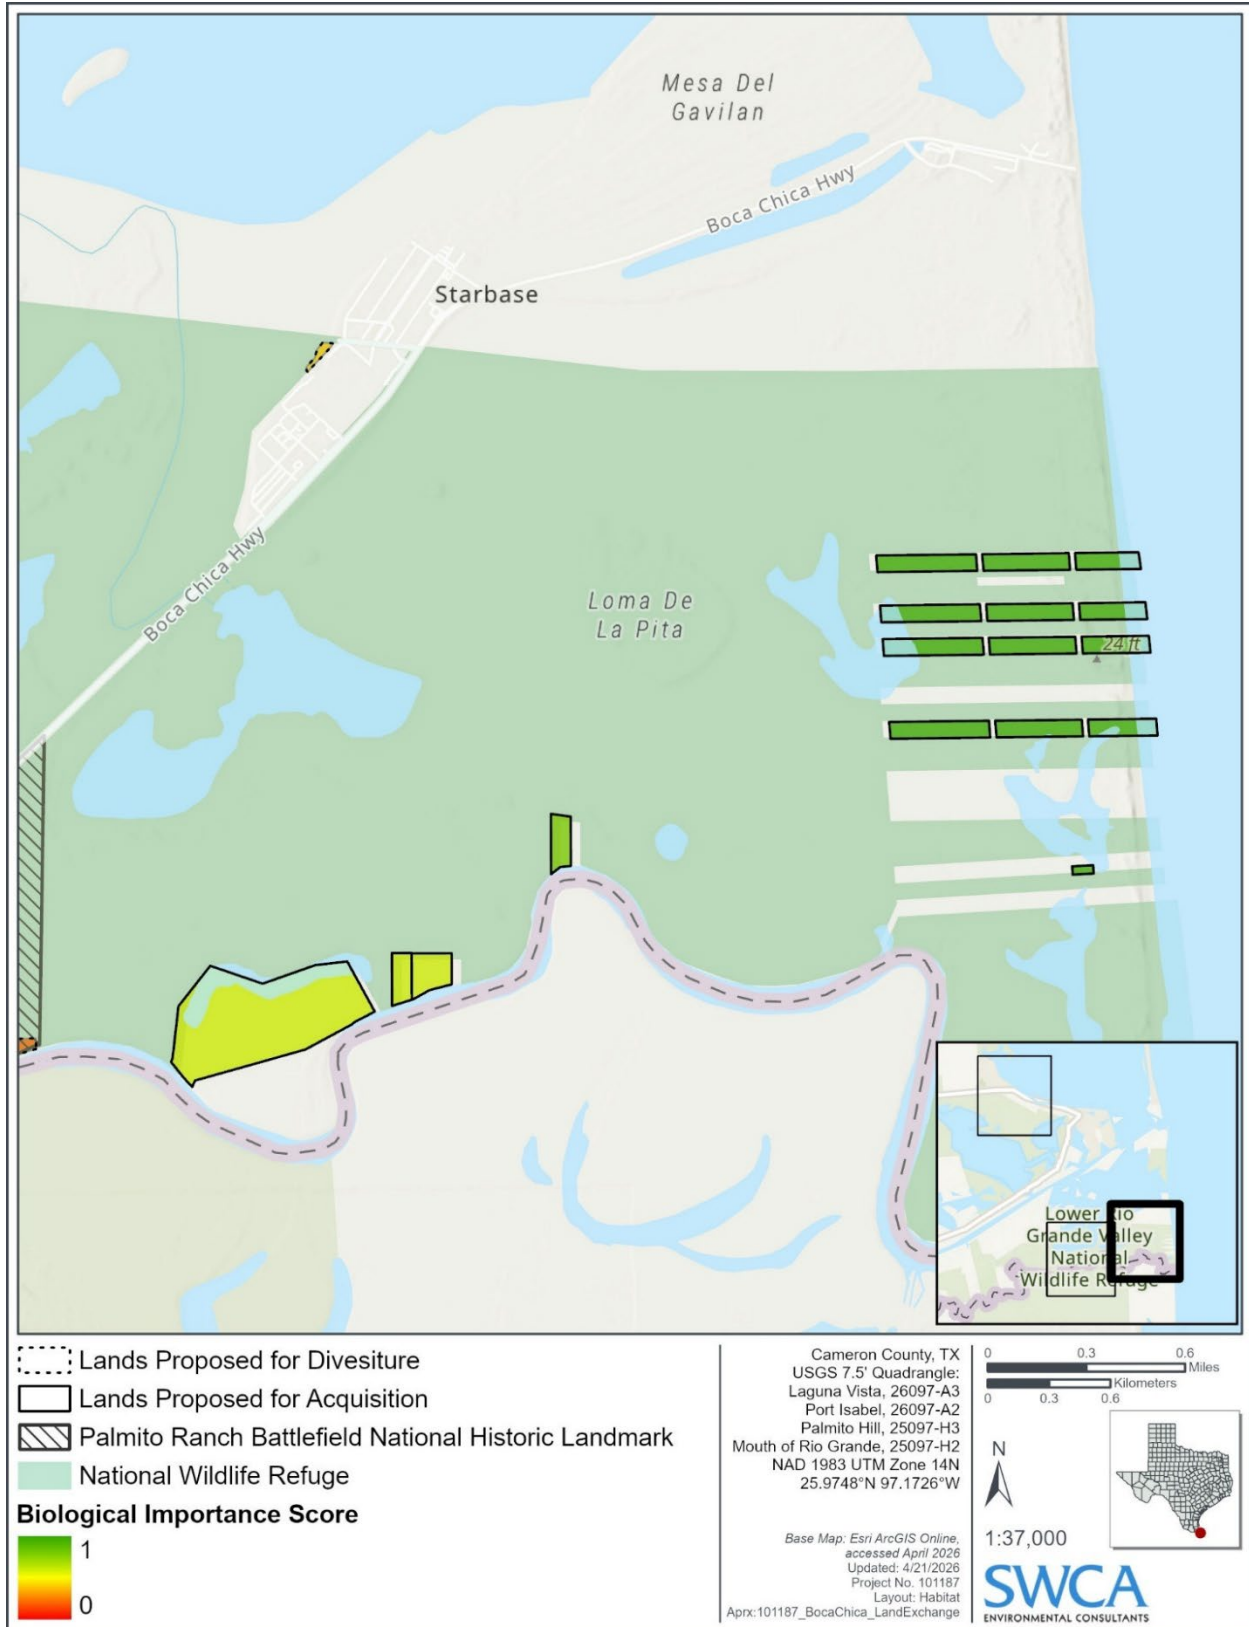 Mesa Del
Gavilan
Boca Chica Hwy
Starbase
Boca Chica Hwy
Loma De
La Pita
24 ft
Lower Rio
Grande Valley
National
Wildlife Refuge
Lands Proposed for Divesiture
Lands Proposed for Acquisition
Palmito Ranch Battlefield National Historic Landmark
National Wildlife Refuge
Biological Importance Score
1
0
Cameron County, TX
USGS 7.5' Quadrangle:
Laguna Vista, 26097-A3
Port Isabel, 26097-A2
Palmito Hill, 25097-H3
Mouth of Rio Grande, 25097-H2
NAD 1983 UTM Zone 14N
25.9748°N 97.1726°W
Base Map: Esri ArcGIS Online,
accessed April 2026
Updated: 4/21/2026
Project No. 101187
Layout: Habitat
Aprx:101187_BocaChica_LandExchange
0 0.3 0.6
Miles
Kilometers
0 0.3 0.6
N
1:37,000
SWCA
ENVIRONMENTAL CONSULTANTS